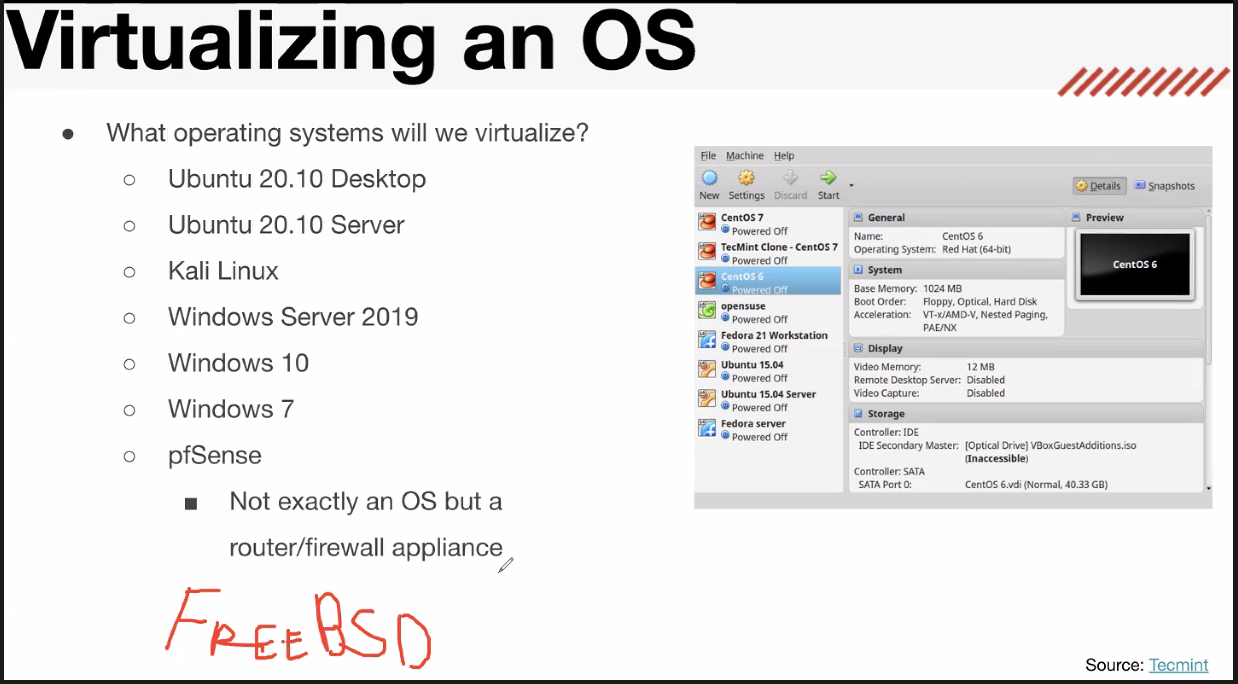 Virtualizing an OS
● What operating systems will we virtualize?
○ Ubuntu 20.10 Desktop
○ Ubuntu 20.10 Server
○ Kali Linux
○ Windows Server 2019
○ Windows 10
○ Windows 7
○ pfSense
■ Not exactly an OS but a
router/firewall appliance
FREEBSD
File Machine Help
New Settings Discard Start
Details Snapshots
CentOS 7
Powered Off
TecMint Clone - CentOS 7
Powered Off
CentOS 6
Powered Off
opensuse
Powered Off
Fedora 21 Workstation
Powered Off
Ubuntu 15.04
Powered Off
Ubuntu 15.04 Server
Powered Off
Fedora server
Powered Off
General
Name: CentOS 6
Operating System: Red Hat (64-bit)
System
Base Memory: 1024 MB
Boot Order: Floppy, Optical, Hard Disk
Acceleration: VT-x/AMD-V, Nested Paging,
PAE/NX
Display
Video Memory: 12 MB
Remote Desktop Server: Disabled
Video Capture: Disabled
Storage
Controller: IDE
IDE Secondary Master: [Optical Drive] VBoxGuestAdditions.iso
(Inaccessible)
Controller: SATA
SATA Port 0: CentOS 6.vdi (Normal, 40.33 GB)
Preview
CentOS 6
Source: Tecmint